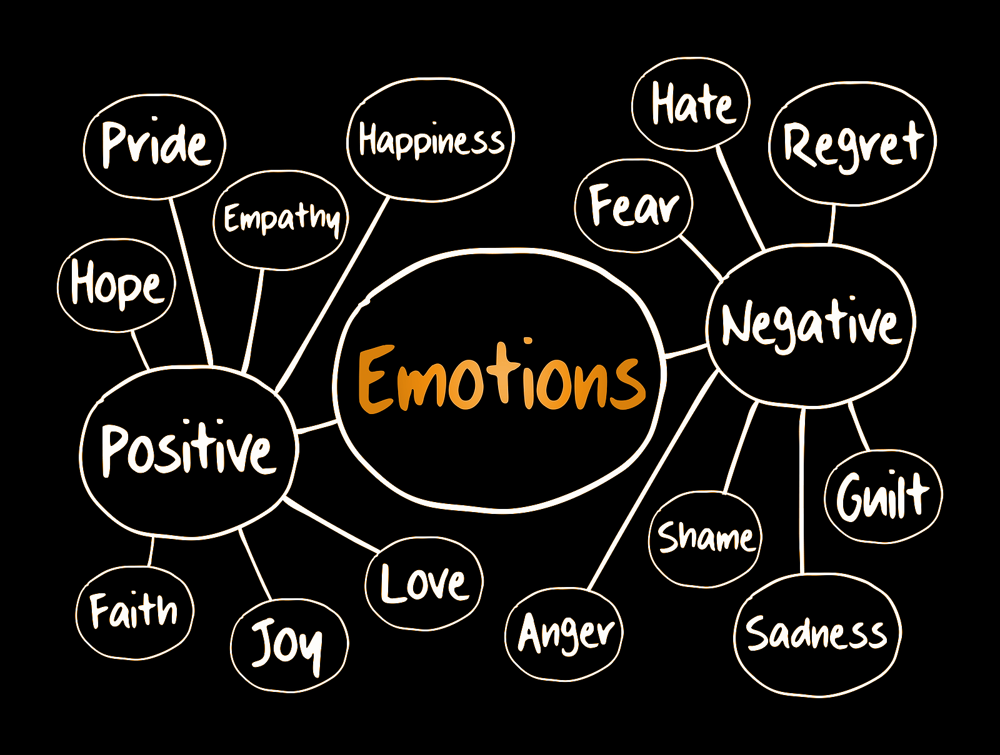 Emotions
Positive
Hope
Pride
Empathy
Happiness
Love
Joy
Faith
Negative
Fear
Hate
Regret
Guilt
Sadness
Shame
Anger